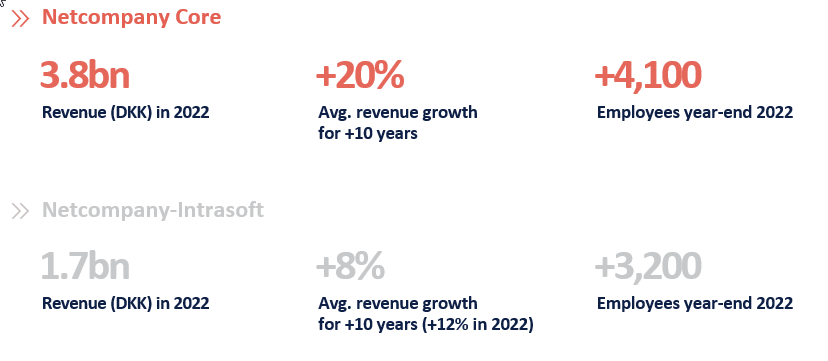 Netcompany Core
3.8bn
Revenue (DKK) in 2022
+20%
Avg. revenue growth
for +10 years
+4,100
Employees year-end 2022
Netcompany-Intrasoft
1.7bn
Revenue (DKK) in 2022
+8%
Avg. revenue growth
for +10 years (+12% in 2022)
+3,200
Employees year-end 2022